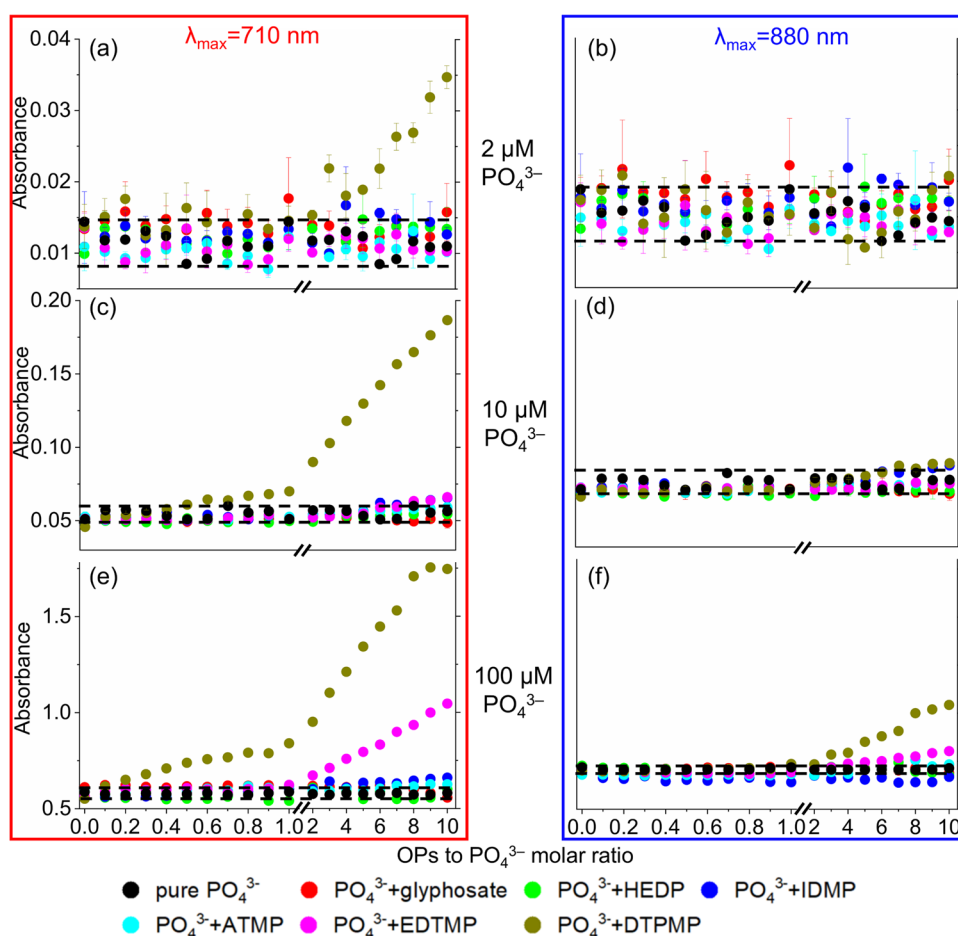 λmax=710 nm
λmax=880 nm
(a)
(b)
0.04
0.03
0.02
0.01
Absorbance
2 µM
PO₄³⁻
(c)
(d)
0.20
0.15
0.10
0.05
Absorbance
10 µM
PO₄³⁻
(e)
(f)
1.5
1.0
0.5
Absorbance
100 µM
PO₄³⁻
0.0 0.2 0.4 0.6 0.8 1.0 2 4 6 8 10
0.0 0.2 0.4 0.6 0.8 1.0 2 4 6 8 10
OPs to PO₄³⁻ molar ratio
pure PO₄³⁻ PO₄³⁻+glyphosate PO₄³⁻+HEDP PO₄³⁻+IDMP
PO₄³⁻+ATMP PO₄³⁻+EDTMP PO₄³⁻+DTPMP